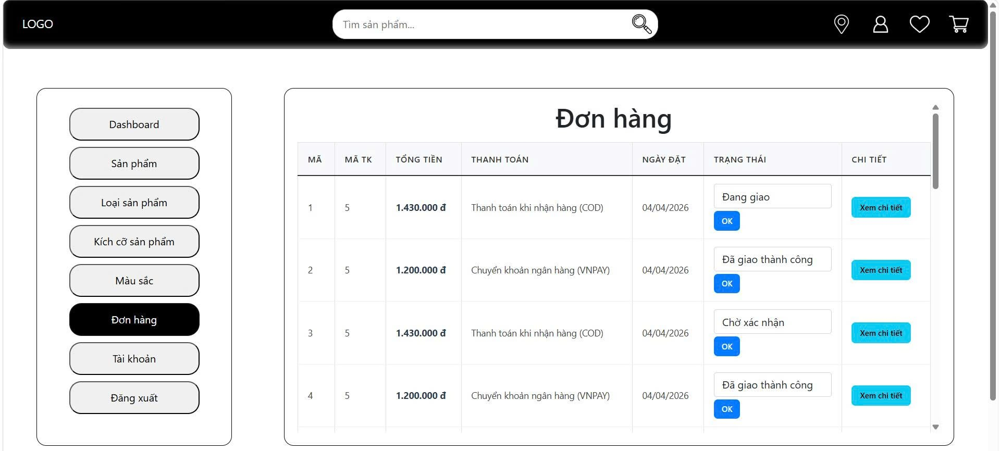 LOGO
Tìm sản phẩm...
Dashboard
Sản phẩm
Loại sản phẩm
Kích cỡ sản phẩm
Màu sắc
Đơn hàng
Tài khoản
Đăng xuất
Đơn hàng
MÃ MÃ TK TỔNG TIỀN THANH TOÁN NGÀY ĐẶT TRẠNG THÁI CHI TIẾT
1 5 1.430.000 đ Thanh toán khi nhận hàng (COD) 04/04/2026 Đang giao OK Xem chi tiết
2 5 1.200.000 đ Chuyển khoản ngân hàng (VNPAY) 04/04/2026 Đã giao thành công OK Xem chi tiết
3 5 1.430.000 đ Thanh toán khi nhận hàng (COD) 04/04/2026 Chờ xác nhận OK Xem chi tiết
4 5 1.200.000 đ Chuyển khoản ngân hàng (VNPAY) 04/04/2026 Đã giao thành công OK Xem chi tiết